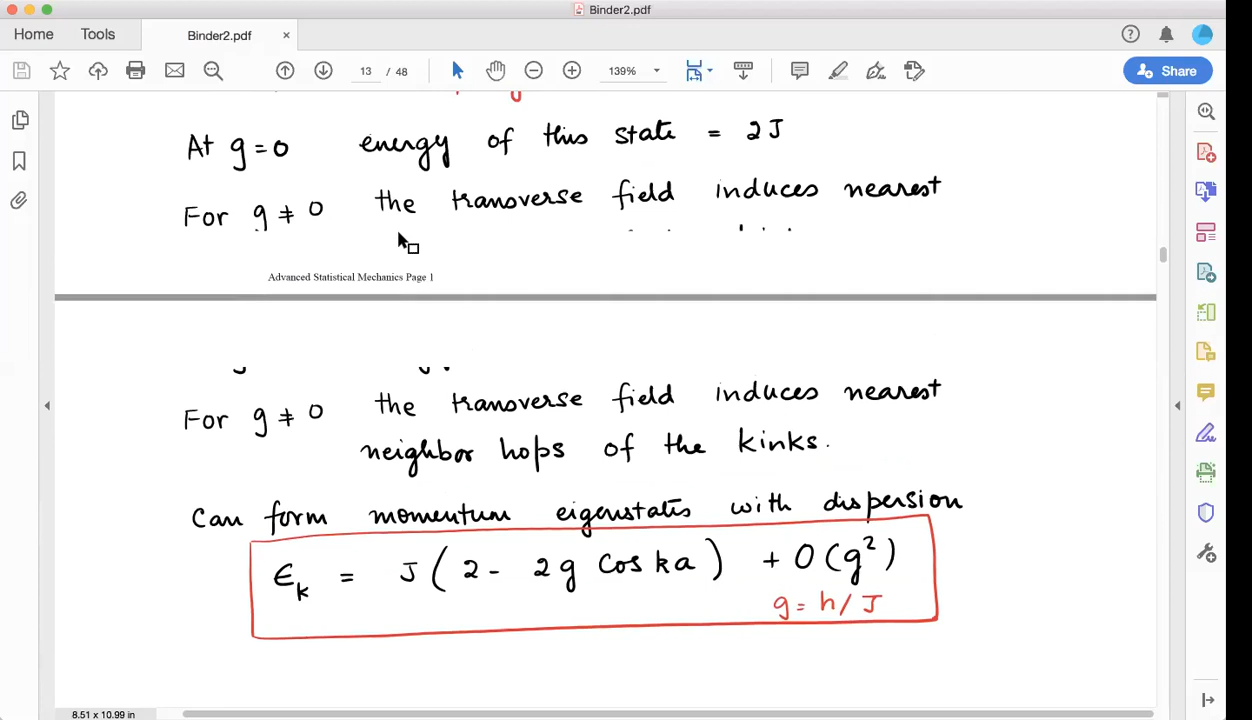 Binder2.pdf
Home Tools Binder2.pdf ×
13 / 48 139% Share
At g = 0 energy of this state = 2J
For g ≠ 0 the transverse field induces nearest
Advanced Statistical Mechanics Page 1
For g ≠ 0 the transverse field induces nearest
neighbor hops of the kinks.
Can form momentum eigenstates with dispersion
ϵₖ = J ( 2 - 2g cos ka ) + O(g²)
g = h/J
8.51 x 10.99 in